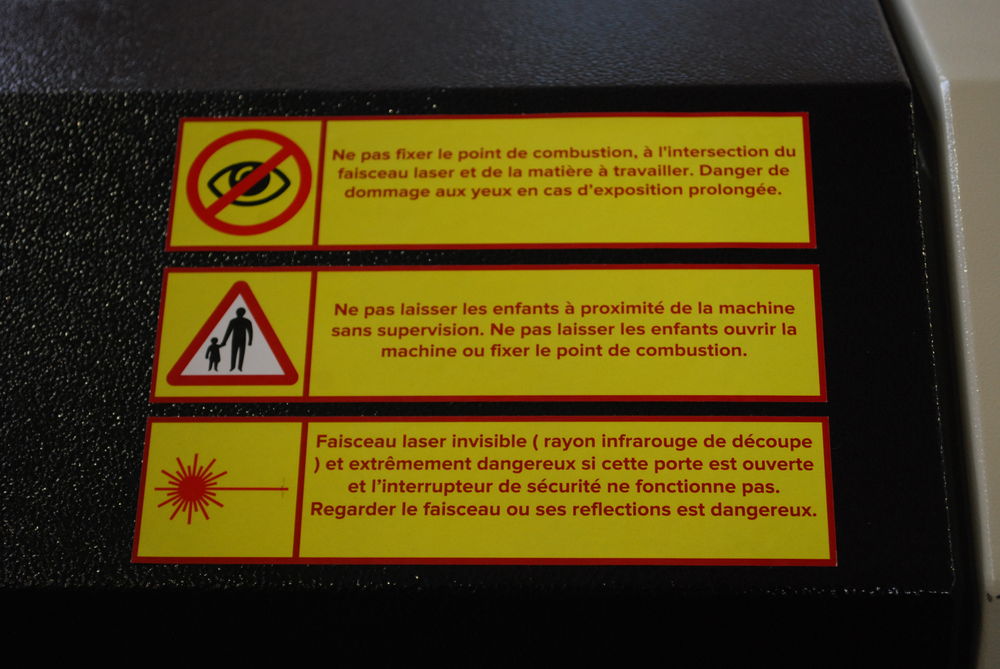 Ne pas fixer le point de combustion, à l'intersection du
faisceau laser et de la matière à travailler. Danger de
dommage aux yeux en cas d'exposition prolongée.
Ne pas laisser les enfants à proximité de la machine
sans supervision. Ne pas laisser les enfants ouvrir la
machine ou fixer le point de combustion.
Faisceau laser invisible ( rayon infrarouge de découpe
) et extrêmement dangereux si cette porte est ouverte
et l'interrupteur de sécurité ne fonctionne pas.
Regarder le faisceau ou ses reflections est dangereux.